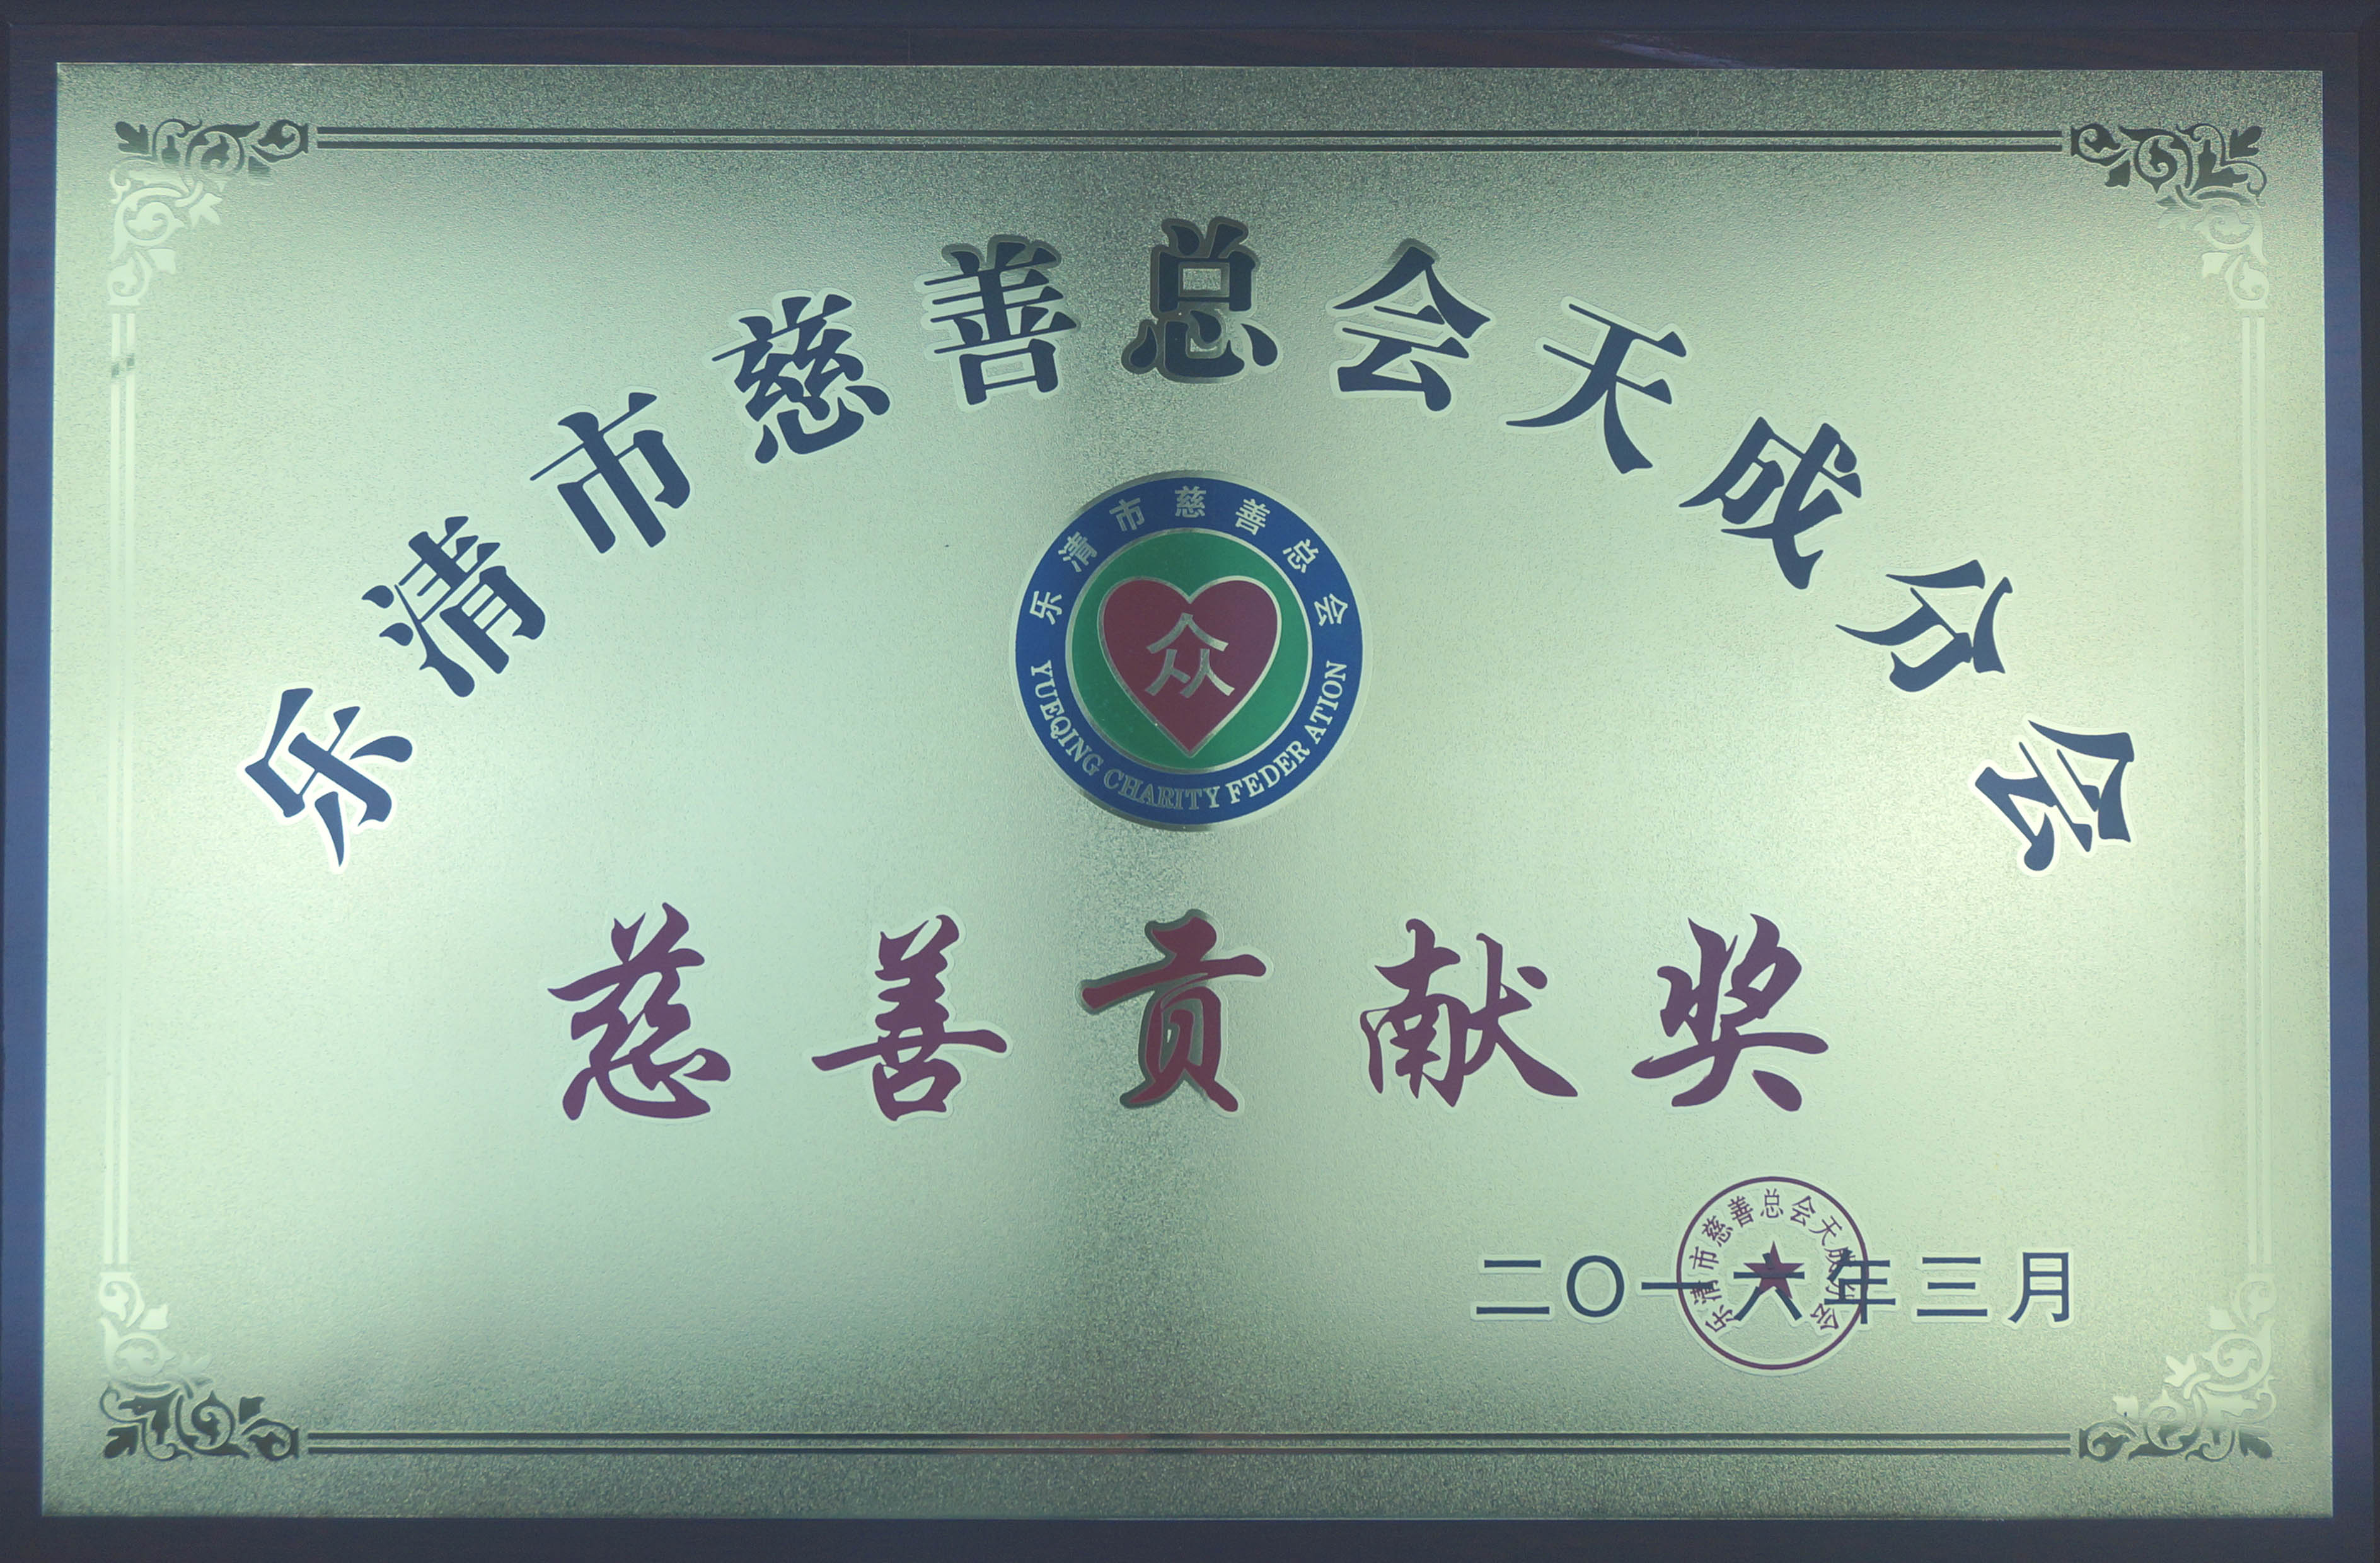 乐清市慈善总会天成分会
乐清市慈善总会
众
YUEQING CHARITY FEDER ATION
慈善贡献奖
乐清市慈善总会天成分会
二〇一六年三月